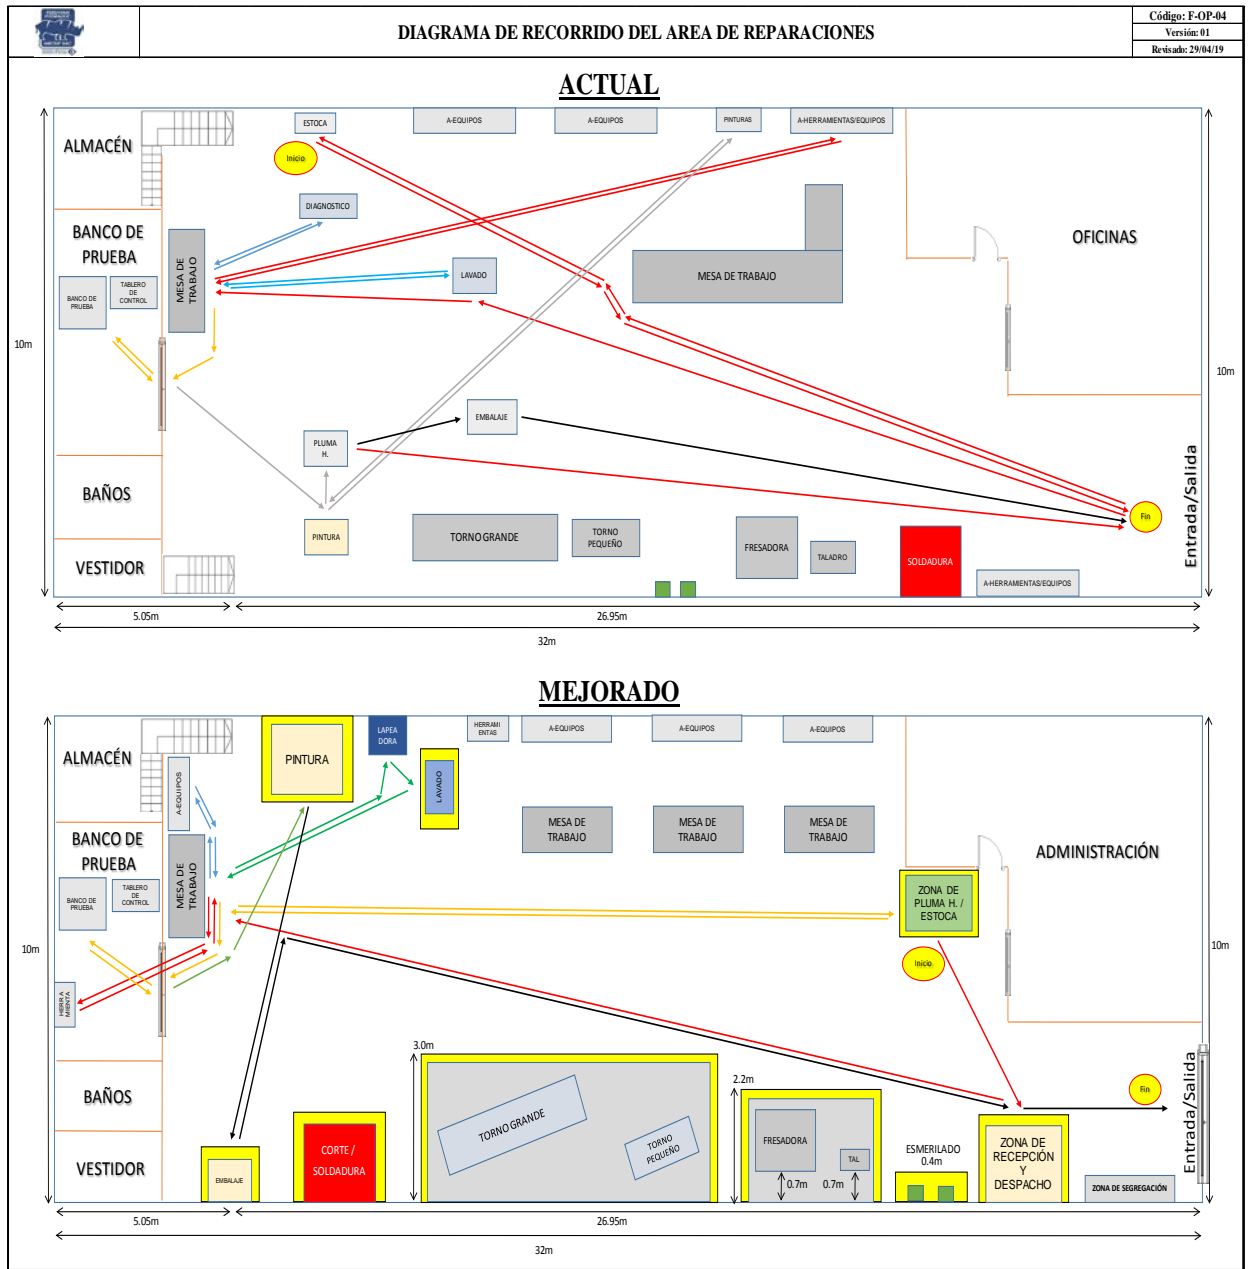 DIAGRAMA DE RECORRIDO DEL AREA DE REPARACIONES
Código: F-OP-04
Versión: 01
Revisado: 29/04/19
ACTUAL
ESTOCA
A-EQUIPOS
A-EQUIPOS
PINTURAS
A-HERRAMIENTAS/EQUIPOS
ALMACÉN
Inicio
DIAGNOSTICO
BANCO DE
PRUEBA
MESA DE
TRABAJO
OFICINAS
LAVADO
MESA DE TRABAJO
BANCO DE
PRUEBA
TABLERO
DE
CONTROL
10m
10m
EMBALAJE
PLUMA
H.
BAÑOS
Entrada/Salida
Fin
PINTURA
TORNO GRANDE
TORNO
PEQUEÑO
FRESADORA
TALADRO
SOLDADURA
A-HERRAMIENTAS/EQUIPOS
VESTIDOR
5.05m
26.95m
32m
MEJORADO
ALMACÉN
PINTURA
LAPEA
DORA
HERRAMI
ENTAS
A-EQUIPOS
A-EQUIPOS
A-EQUIPOS
A-EQUIPOS
LAVADO
BANCO DE
PRUEBA
MESA DE
TRABAJO
MESA DE
TRABAJO
MESA DE
TRABAJO
MESA DE
TRABAJO
ADMINISTRACIÓN
BANCO DE
PRUEBA
TABLERO
DE
CONTROL
ZONA DE
PLUMA H. /
ESTOCA
10m
10m
Inicio
HERRA
MIENTA
3.0m
2.2m
Entrada/Salida
Fin
BAÑOS
TORNO GRANDE
TORNO
PEQUEÑO
FRESADORA
TAL
0.7m
0.7m
ESMERILADO
0.4m
ZONA DE
RECEPCIÓN
Y
DESPACHO
ZONA DE SEGREGACIÓN
VESTIDOR
EMBALAJE
CORTE /
SOLDADURA
5.05m
26.95m
32m